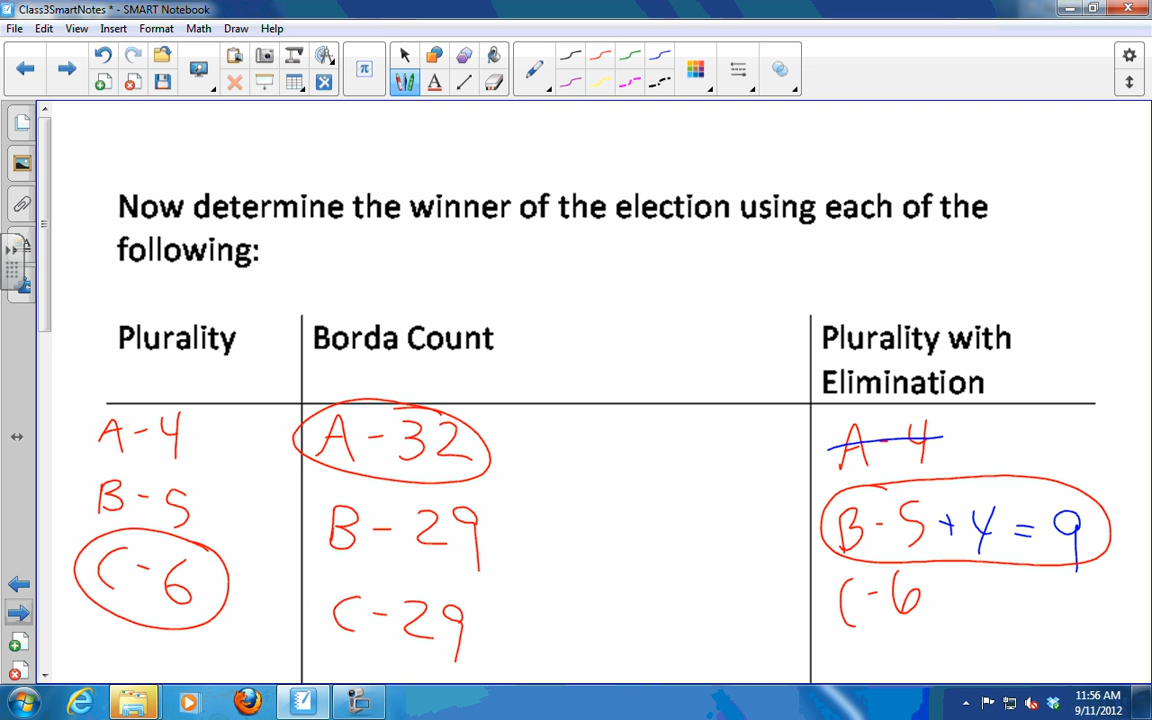 Class3SmartNotes * - SMART Notebook
File Edit View Insert Format Math Draw Help
π
A
Now determine the winner of the election using each of the
following:
Plurality
A - 4
B - 5
C - 6
Borda Count
A - 32
B - 29
C - 29
Plurality with
Elimination
A - 4
B - 5 + 4 = 9
C - 6
11:56 AM
9/11/2012